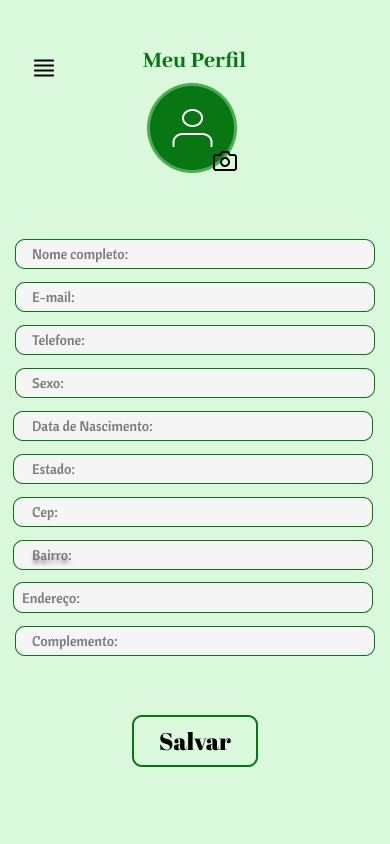 Meu Perfil
Nome completo:
E-mail:
Telefone:
Sexo:
Data de Nascimento:
Estado:
Cep:
Bairro:
Endereço:
Complemento:
Salvar